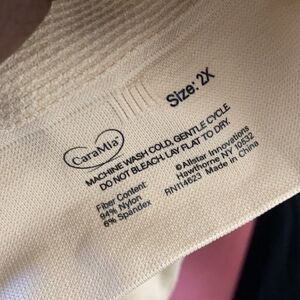 Size: 2X
CaraMia
MACHINE WASH COLD, GENTLE CYCLE
DO NOT BLEACH. LAY FLAT TO DRY.
Fiber Content:
94% Nylon
6% Spandex
©Allstar Innovations
Hawthorne NY 10532
RN114623 Made in China